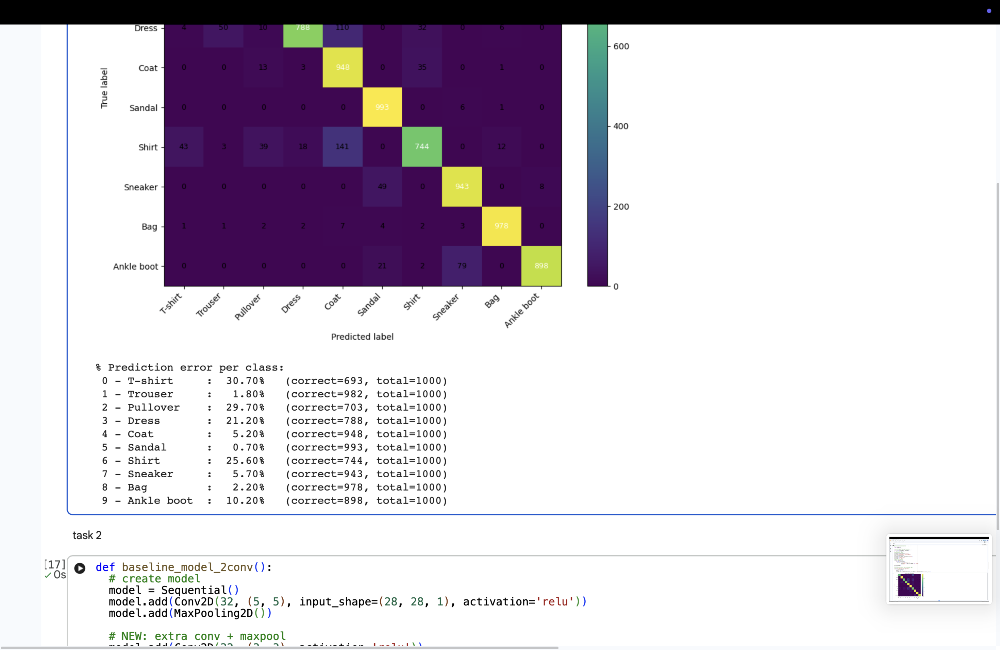 Dress 4 50 10 788 110 0 32 0 6 0
600
Coat 0 0 13 3 948 0 35 0 1 0
True label
Sandal 0 0 0 0 0 993 0 6 1 0
400
Shirt 43 3 39 18 141 0 744 0 12 0
Sneaker 0 0 0 0 0 49 0 943 0 8
200
Bag 1 1 2 2 7 4 2 3 978 0
Ankle boot 0 0 0 0 0 21 2 79 0 898
0
T-shirt Trouser Pullover Dress Coat Sandal Shirt Sneaker Bag Ankle boot
Predicted label
% Prediction error per class:
0 – T-shirt : 30.70% (correct=693, total=1000)
1 – Trouser : 1.80% (correct=982, total=1000)
2 – Pullover : 29.70% (correct=703, total=1000)
3 – Dress : 21.20% (correct=788, total=1000)
4 – Coat : 5.20% (correct=948, total=1000)
5 – Sandal : 0.70% (correct=993, total=1000)
6 – Shirt : 25.60% (correct=744, total=1000)
7 – Sneaker : 5.70% (correct=943, total=1000)
8 – Bag : 2.20% (correct=978, total=1000)
9 – Ankle boot : 10.20% (correct=898, total=1000)
task 2
[17]
0s
def baseline_model_2conv():
# create model
model = Sequential()
model.add(Conv2D(32, (5, 5), input_shape=(28, 28, 1), activation='relu'))
model.add(MaxPooling2D())
# NEW: extra conv + maxpool